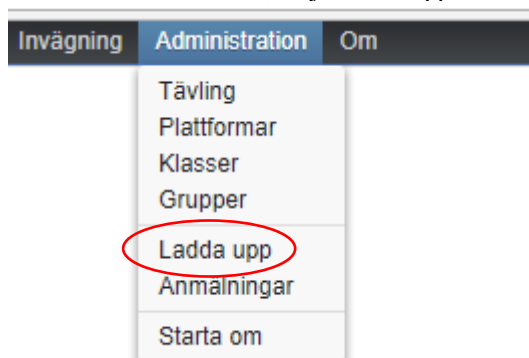 Invägning Administration Om
Tävling
Plattformar
Klasser
Grupper
Ladda upp
Anmälningar
Starta om